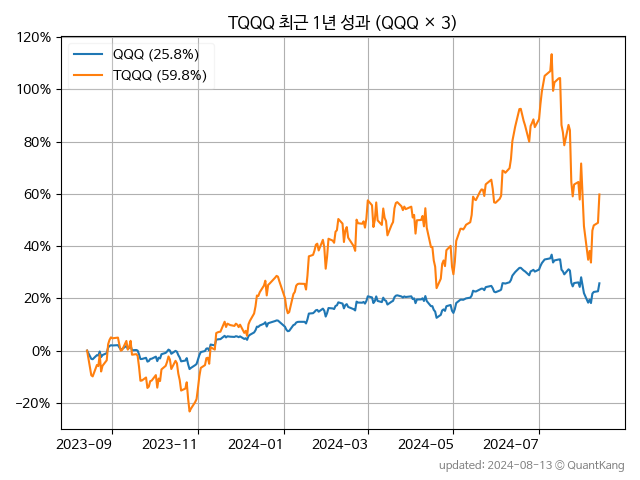 TQQQ 최근 1년 성과 (QQQ × 3)
120%
QQQ (25.8%)
TQQQ (59.8%)
100%
80%
60%
40%
20%
0%
−20%
2023-09 2023-11 2024-01 2024-03 2024-05 2024-07
updated: 2024-08-13 © QuantKang